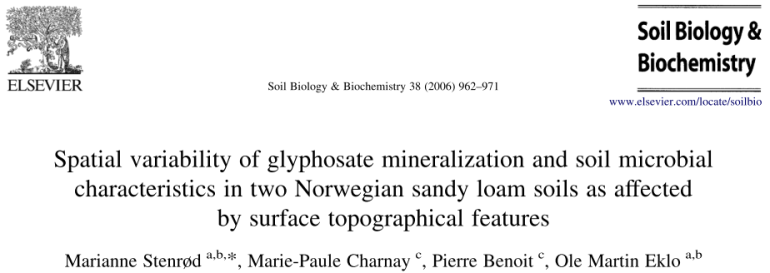 Soil Biology &
Biochemistry
ELSEVIER
Soil Biology & Biochemistry 38 (2006) 962–971
www.elsevier.com/locate/soilbio
Spatial variability of glyphosate mineralization and soil microbial
characteristics in two Norwegian sandy loam soils as affected
by surface topographical features
Marianne Stenrød a,b,*, Marie-Paule Charnay c, Pierre Benoit c, Ole Martin Eklo a,b